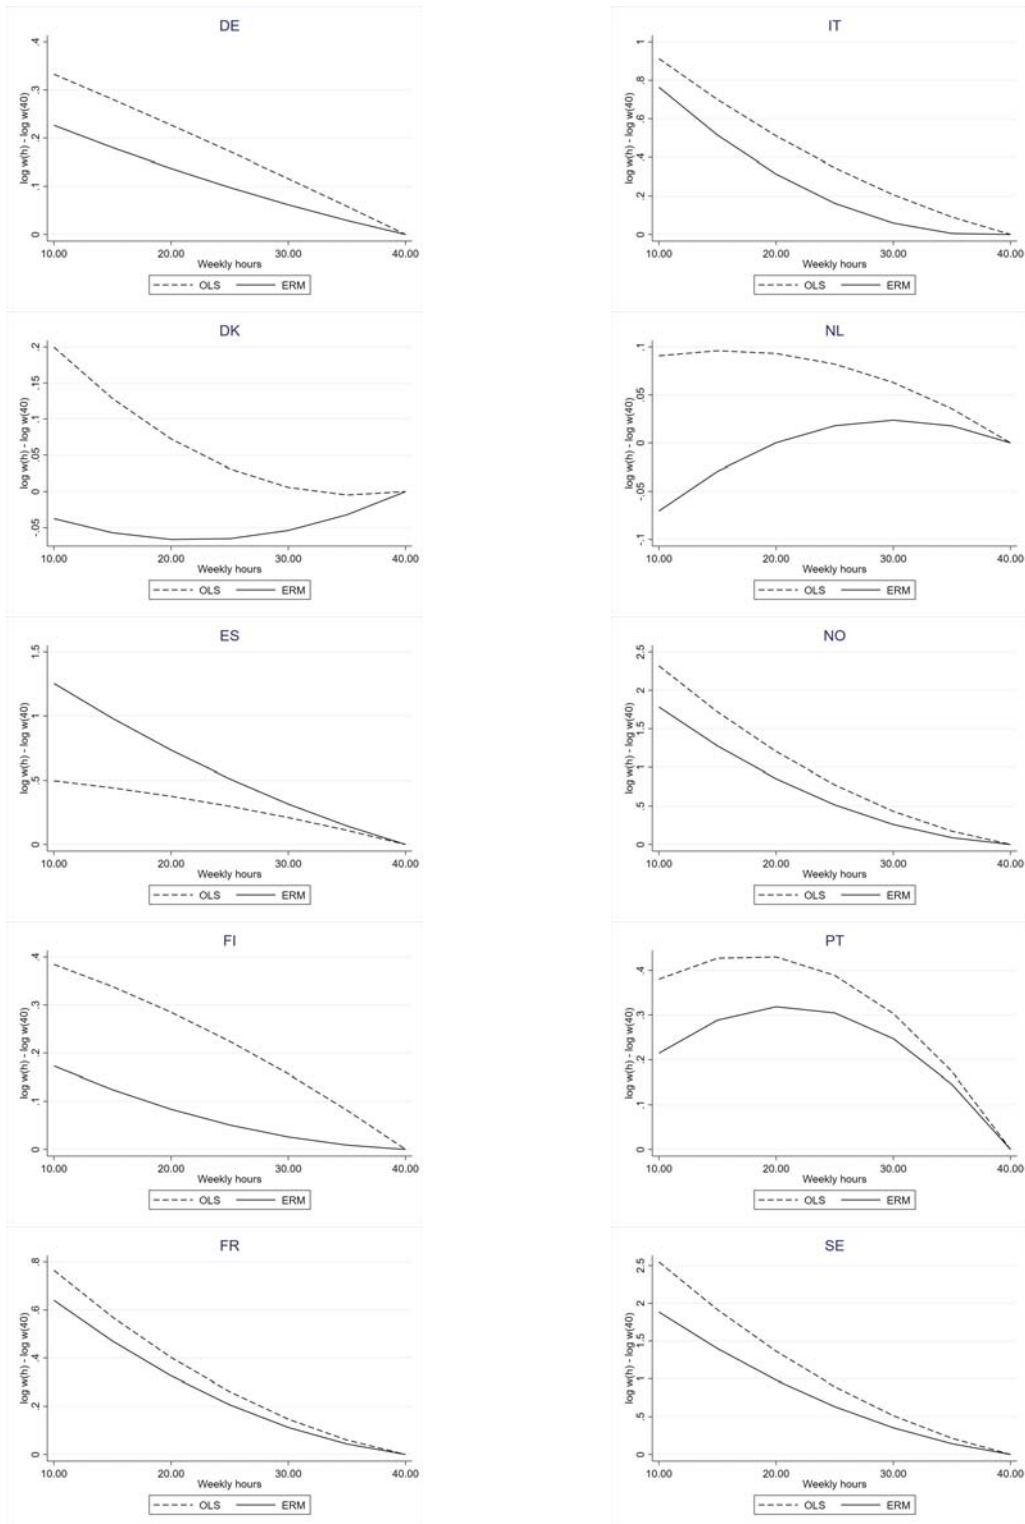 DE
log w(h) - log w(40)
.4
.3
.2
.1
0
10.00 20.00 30.00 40.00
Weekly hours
OLS ERM
IT
log w(h) - log w(40)
1
.8
.6
.4
.2
0
10.00 20.00 30.00 40.00
Weekly hours
OLS ERM
DK
log w(h) - log w(40)
.2
.15
.1
.05
0
-.05
10.00 20.00 30.00 40.00
Weekly hours
OLS ERM
NL
log w(h) - log w(40)
.1
.05
0
-.05
-.1
10.00 20.00 30.00 40.00
Weekly hours
OLS ERM
ES
log w(h) - log w(40)
1.5
1
.5
0
10.00 20.00 30.00 40.00
Weekly hours
OLS ERM
NO
log w(h) - log w(40)
2.5
2
1.5
1
.5
0
10.00 20.00 30.00 40.00
Weekly hours
OLS ERM
FI
log w(h) - log w(40)
.4
.3
.2
.1
0
10.00 20.00 30.00 40.00
Weekly hours
OLS ERM
PT
log w(h) - log w(40)
.4
.3
.2
.1
0
10.00 20.00 30.00 40.00
Weekly hours
OLS ERM
FR
log w(h) - log w(40)
.8
.6
.4
.2
0
10.00 20.00 30.00 40.00
Weekly hours
OLS ERM
SE
log w(h) - log w(40)
2.5
2
1.5
1
.5
0
10.00 20.00 30.00 40.00
Weekly hours
OLS ERM